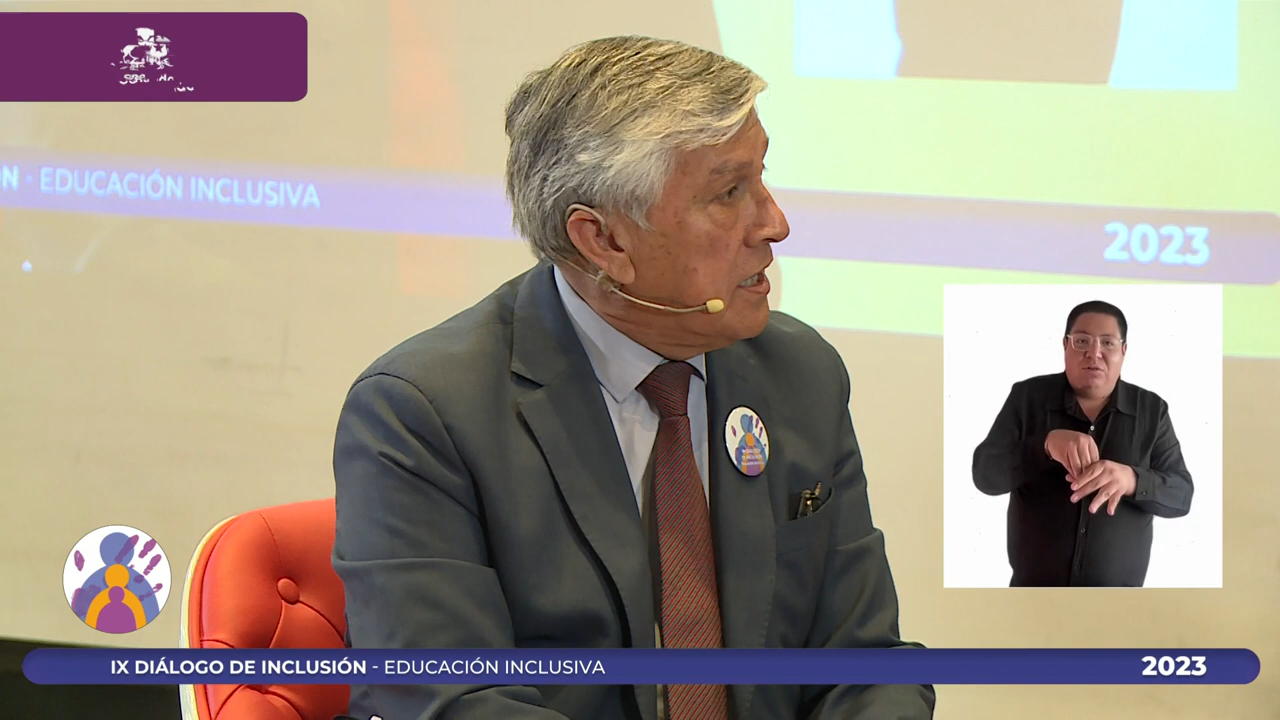 N - EDUCACIÓN INCLUSIVA
2023
IX DIÁLOGO DE INCLUSIÓN - EDUCACIÓN INCLUSIVA
2023